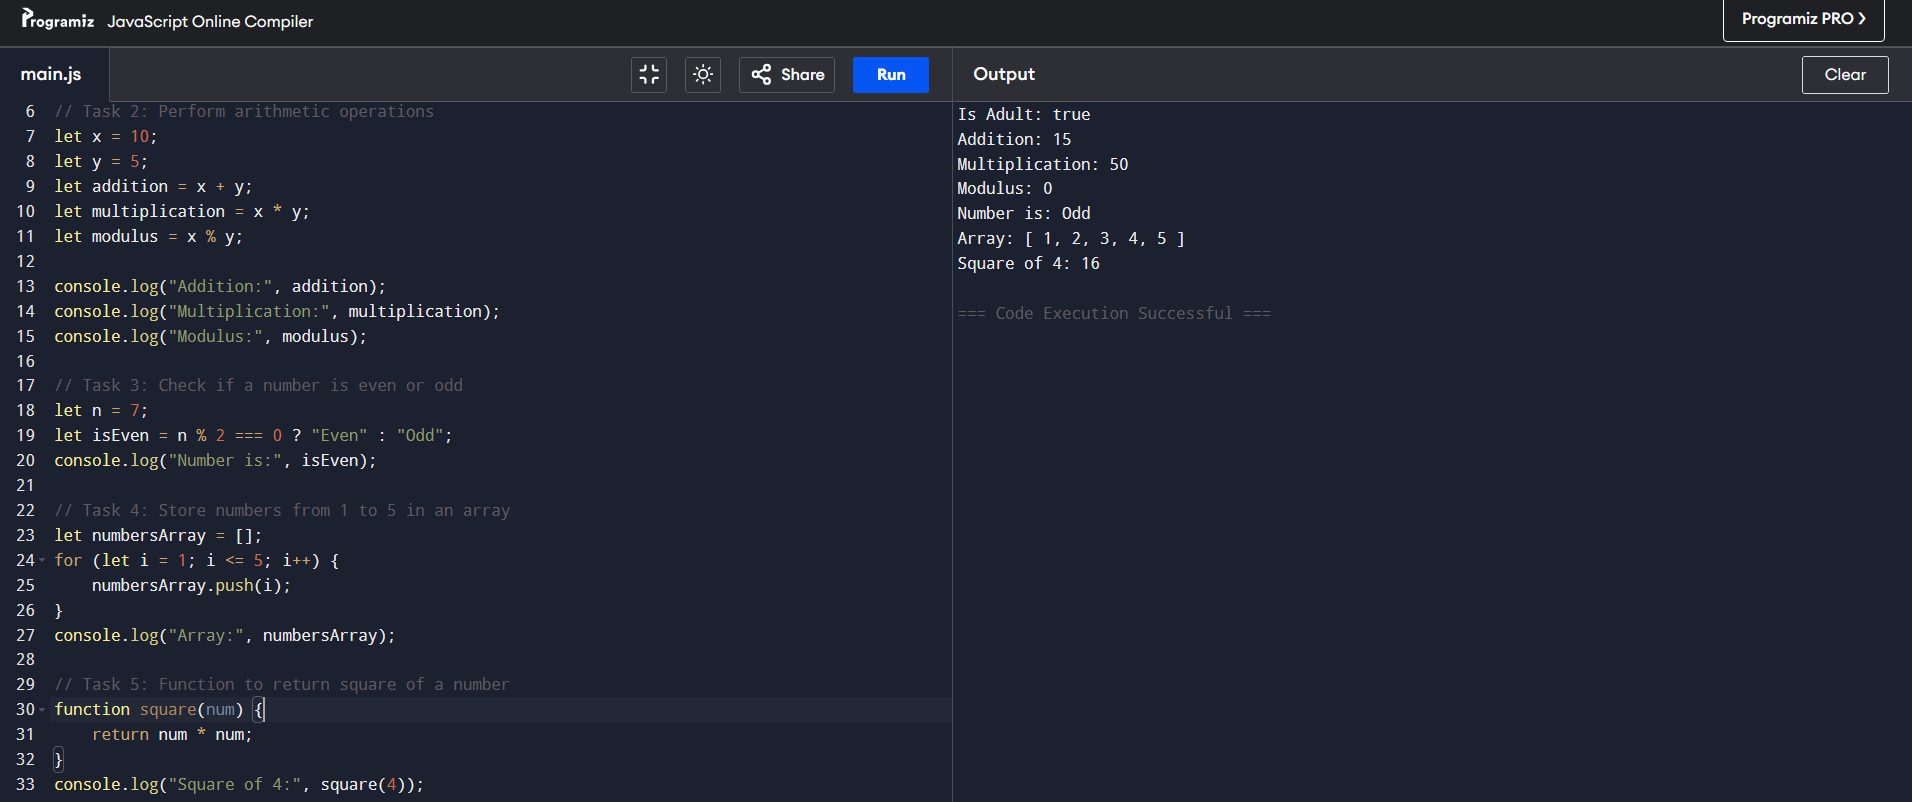 Programiz JavaScript Online Compiler
Programiz PRO
main.js
Share
Run
6 // Task 2: Perform arithmetic operations
7 let x = 10;
8 let y = 5;
9 let addition = x + y;
10 let multiplication = x * y;
11 let modulus = x % y;
12
13 console.log("Addition:", addition);
14 console.log("Multiplication:", multiplication);
15 console.log("Modulus:", modulus);
16
17 // Task 3: Check if a number is even or odd
18 let n = 7;
19 let isEven = n % 2 === 0 ? "Even" : "Odd";
20 console.log("Number is:", isEven);
21
22 // Task 4: Store numbers from 1 to 5 in an array
23 let numbersArray = [];
24 for (let i = 1; i <= 5; i++) {
25     numbersArray.push(i);
26 }
27 console.log("Array:", numbersArray);
28
29 // Task 5: Function to return square of a number
30 function square(num) {
31     return num * num;
32 }
33 console.log("Square of 4:", square(4));
Output
Clear
Is Adult: true
Addition: 15
Multiplication: 50
Modulus: 0
Number is: Odd
Array: [ 1, 2, 3, 4, 5 ]
Square of 4: 16
=== Code Execution Successful ===